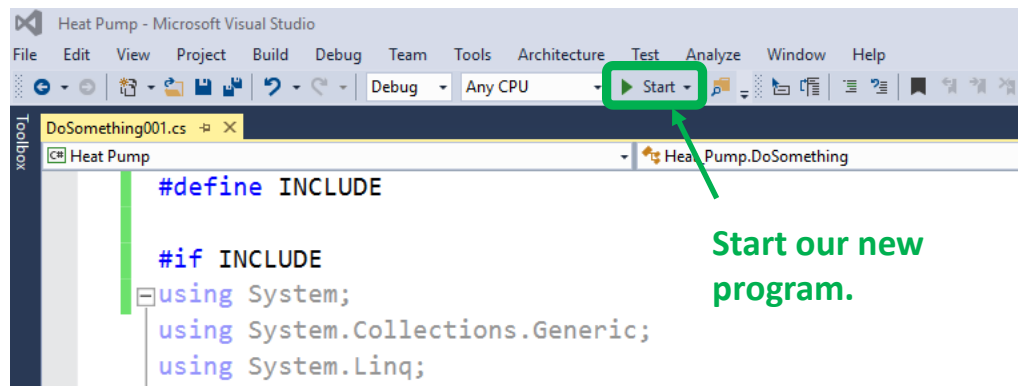 Heat Pump - Microsoft Visual Studio
File Edit View Project Build Debug Team Tools Architecture Test Analyze Window Help
Debug Any CPU Start
Toolbox
DoSomething001.cs
C# Heat Pump Heat_Pump.DoSomething
#define INCLUDE
#if INCLUDE
using System;
using System.Collections.Generic;
using System.Linq;
Start our new
program.